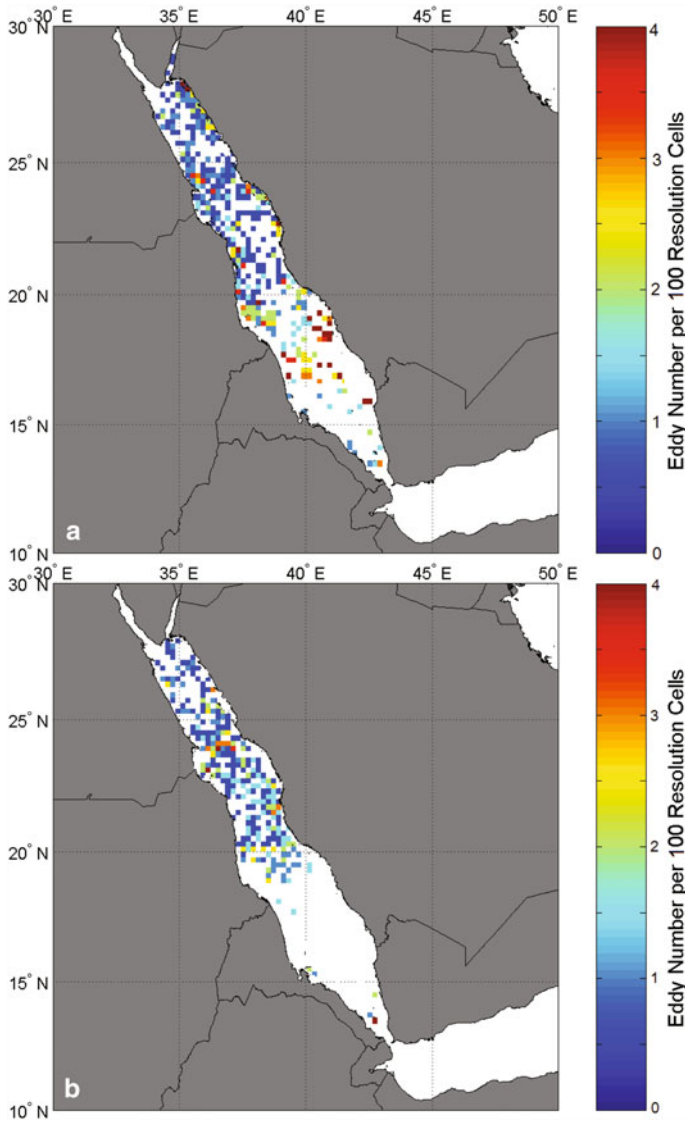 30° E 35° E 40° E 45° E 50° E
30° N
25° N
20° N
15° N
10° N
a
4
3
2
1
0
Eddy Number per 100 Resolution Cells
30° E 35° E 40° E 45° E 50° E
30° N
25° N
20° N
15° N
10° N
b
4
3
2
1
0
Eddy Number per 100 Resolution Cells